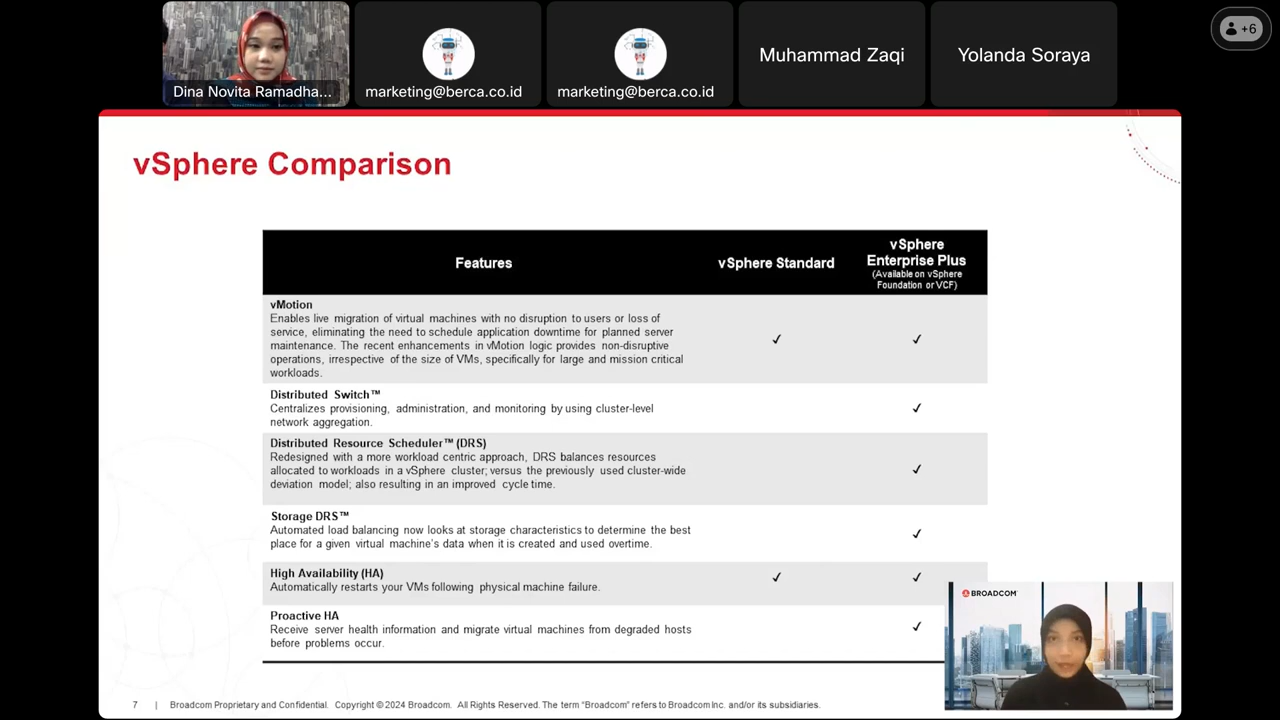 Dina Novita Ramadha...
marketing@berca.co.id
marketing@berca.co.id
Muhammad Zaqi
Yolanda Soraya
+6
vSphere Comparison
Features
vSphere Standard
vSphere
Enterprise Plus
(Available on vSphere
Foundation or VCF)
vMotion
Enables live migration of virtual machines with no disruption to users or loss of
service, eliminating the need to schedule application downtime for planned server
maintenance. The recent enhancements in vMotion logic provides non-disruptive
operations, irrespective of the size of VMs, specifically for large and mission critical
workloads.
✓ ✓
Distributed Switch™
Centralizes provisioning, administration, and monitoring by using cluster-level
network aggregation.
✓
Distributed Resource Scheduler™ (DRS)
Redesigned with a more workload centric approach, DRS balances resources
allocated to workloads in a vSphere cluster; versus the previously used cluster-wide
deviation model; also resulting in an improved cycle time.
✓
Storage DRS™
Automated load balancing now looks at storage characteristics to determine the best
place for a given virtual machine's data when it is created and used overtime.
✓
High Availability (HA)
Automatically restarts your VMs following physical machine failure.
✓ ✓
Proactive HA
Receive server health information and migrate virtual machines from degraded hosts
before problems occur.
✓
BROADCOM
7 | Broadcom Proprietary and Confidential. Copyright © 2024 Broadcom. All Rights Reserved. The term “Broadcom” refers to Broadcom Inc. and/or its subsidiaries.